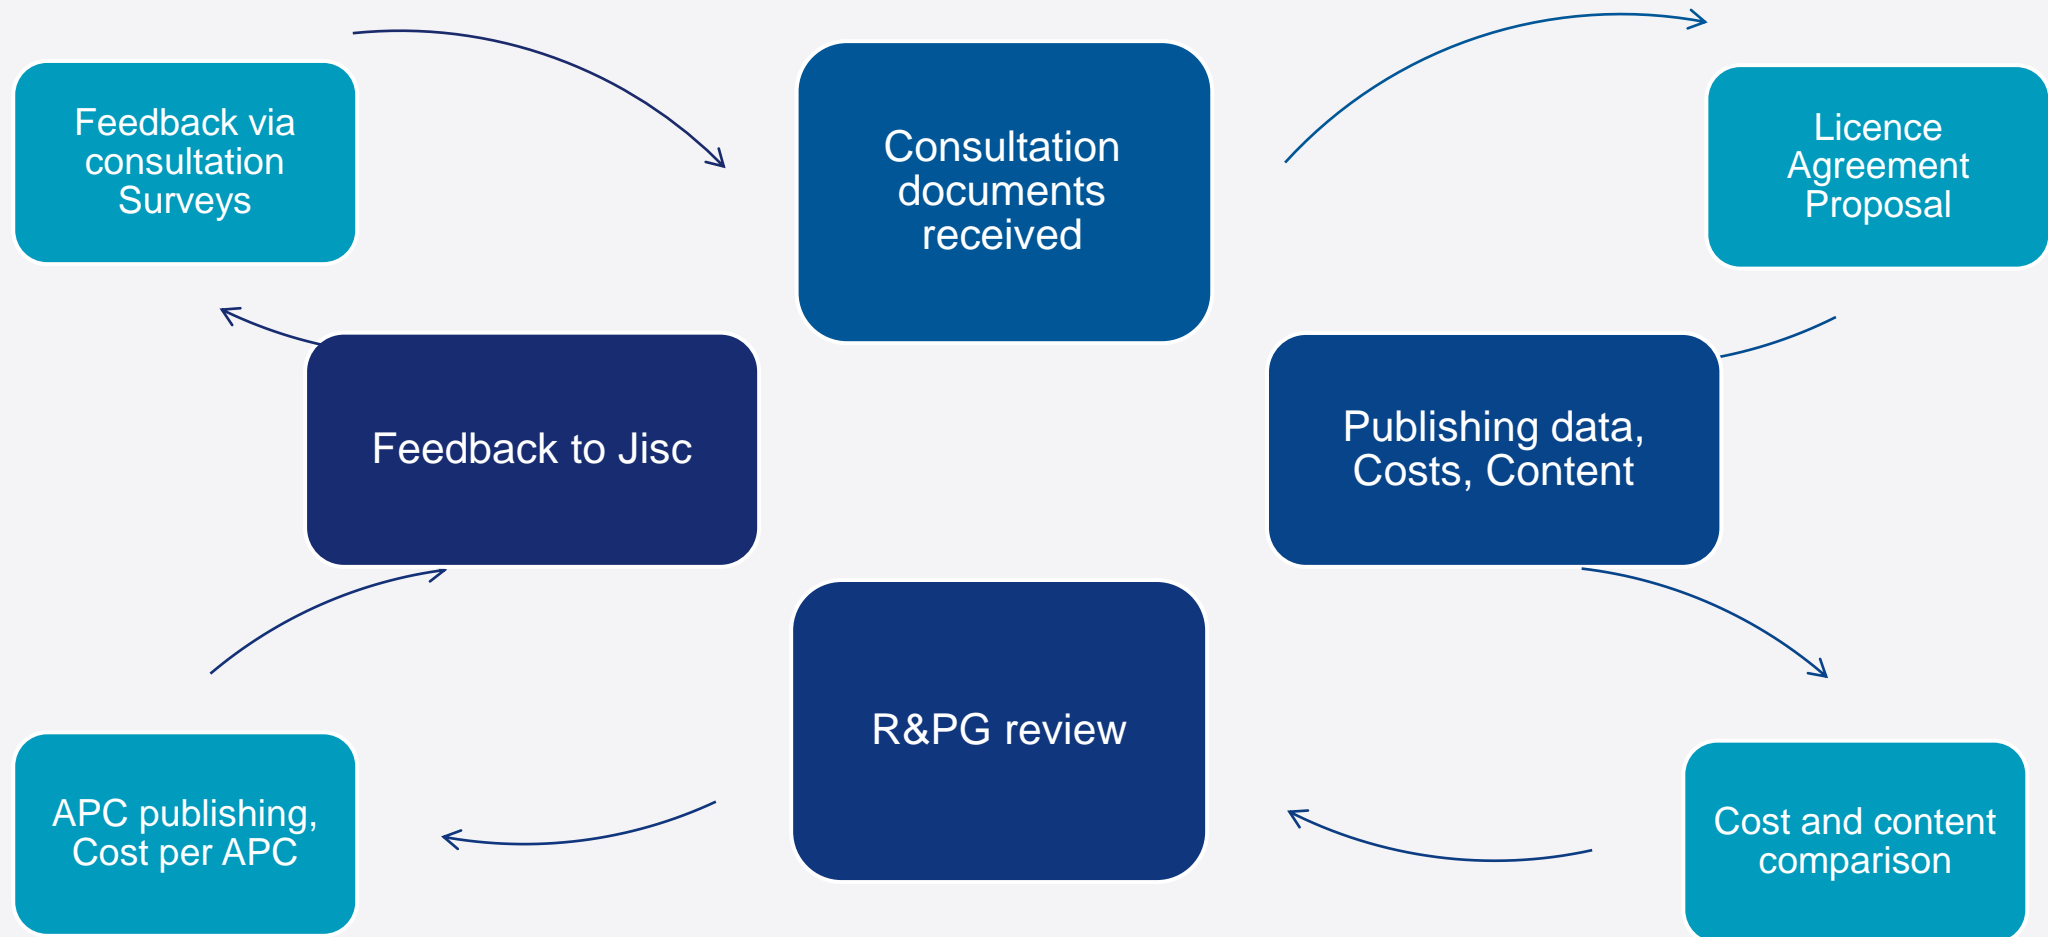 Feedback via
consultation
Surveys
Consultation
documents
received
Licence
Agreement
Proposal
Feedback to Jisc
Publishing data,
Costs, Content
R&PG review
APC publishing,
Cost per APC
Cost and content
comparison